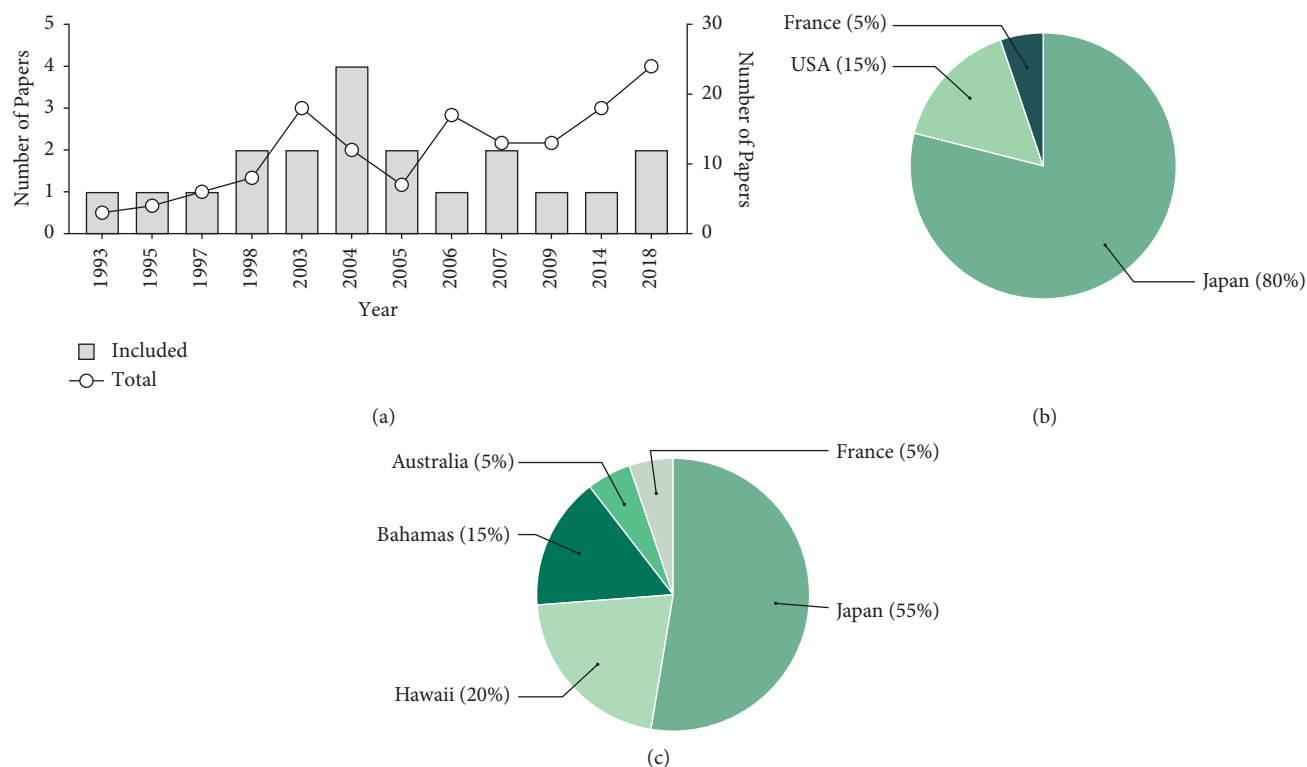 Number of Papers
5
4
3
2
1
0
30
20
10
0
Number of Papers
1993
1995
1997
1998
2003
2004
2005
2006
2007
2009
2014
2018
Year
Included
Total
(a)
France (5%)
USA (15%)
Japan (80%)
(b)
Australia (5%)
France (5%)
Bahamas (15%)
Japan (55%)
Hawaii (20%)
(c)